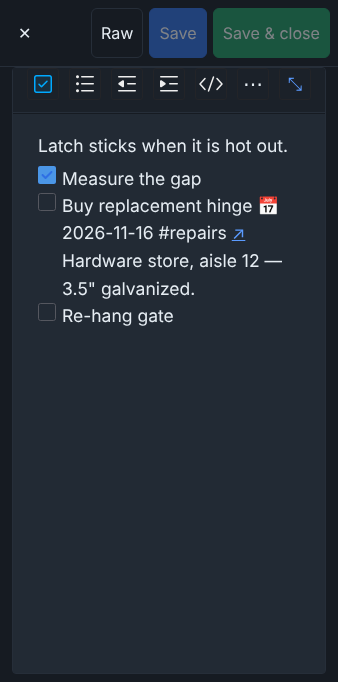 Raw
Save
Save & close
Latch sticks when it is hot out.
Measure the gap
Buy replacement hinge 📅
2026-11-16 #repairs ↗
Hardware store, aisle 12 —
3.5" galvanized.
Re-hang gate